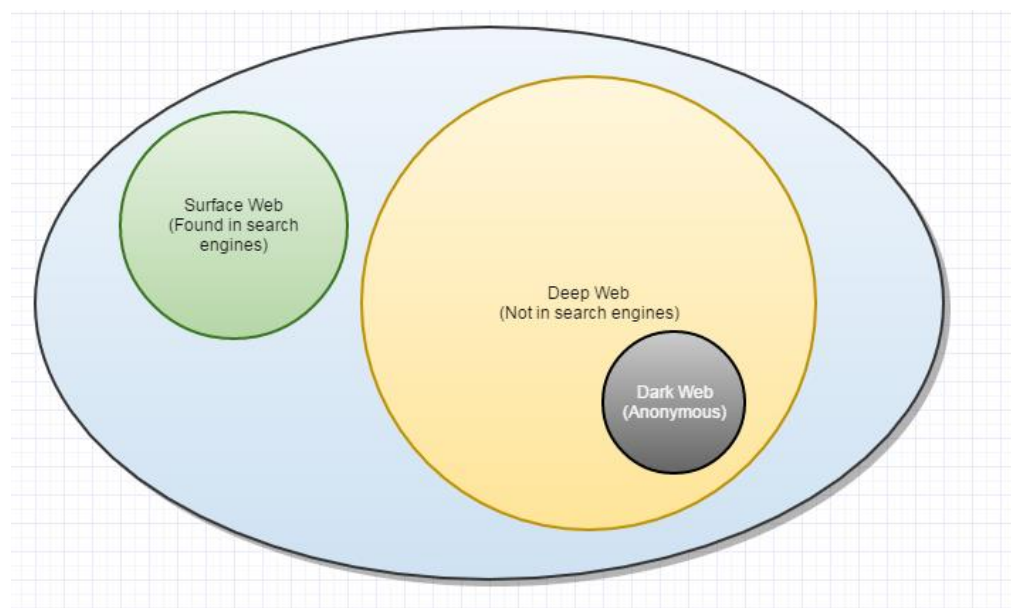 Surface Web
(Found in search
engines)
Deep Web
(Not in search engines)
Dark Web
(Anonymous)